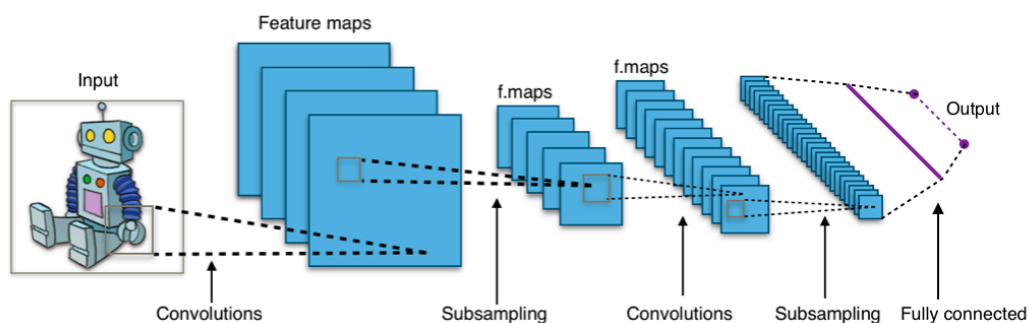 Feature maps
Input
f.maps
f.maps
Output
Convolutions
Subsampling
Convolutions
Subsampling
Fully connected